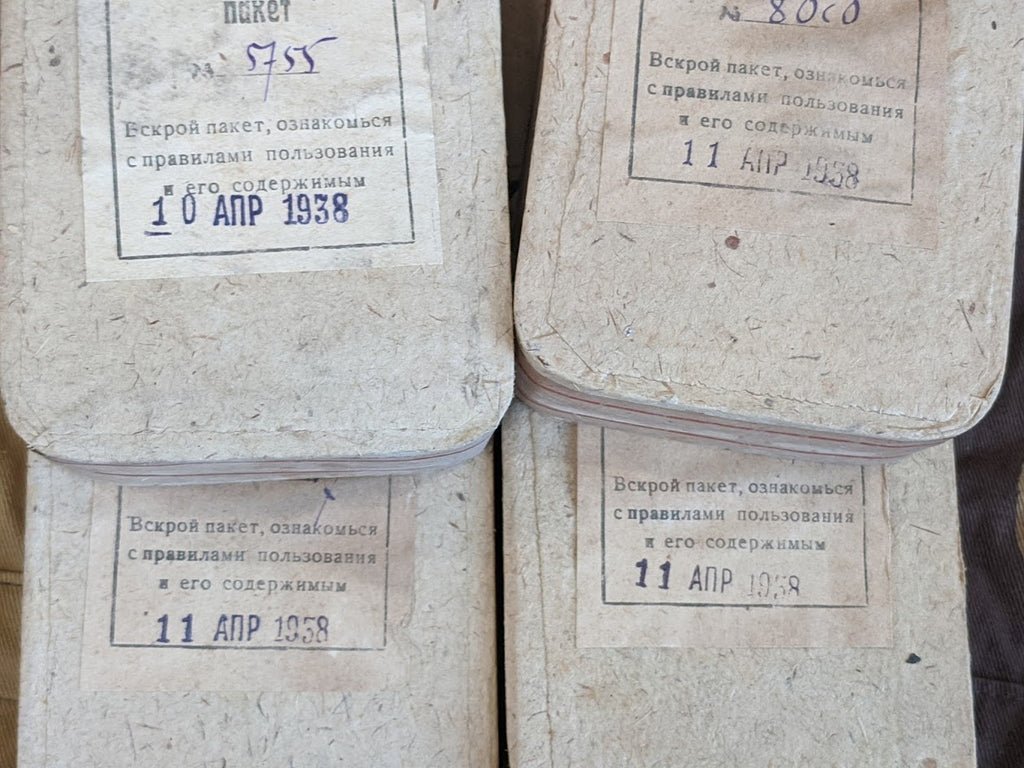 пакет
№ 5755
Вскрой пакет, ознакомься
с правилами пользования
и его содержимым
10 АПР 1938
№ 8010
Вскрой пакет, ознакомься
с правилами пользования
и его содержимым
11 АПР 1938
Вскрой пакет, ознакомься
с правилами пользования
и его содержимым
11 АПР 1938
Вскрой пакет, ознакомься
с правилами пользования
и его содержимым
11 АПР 1938